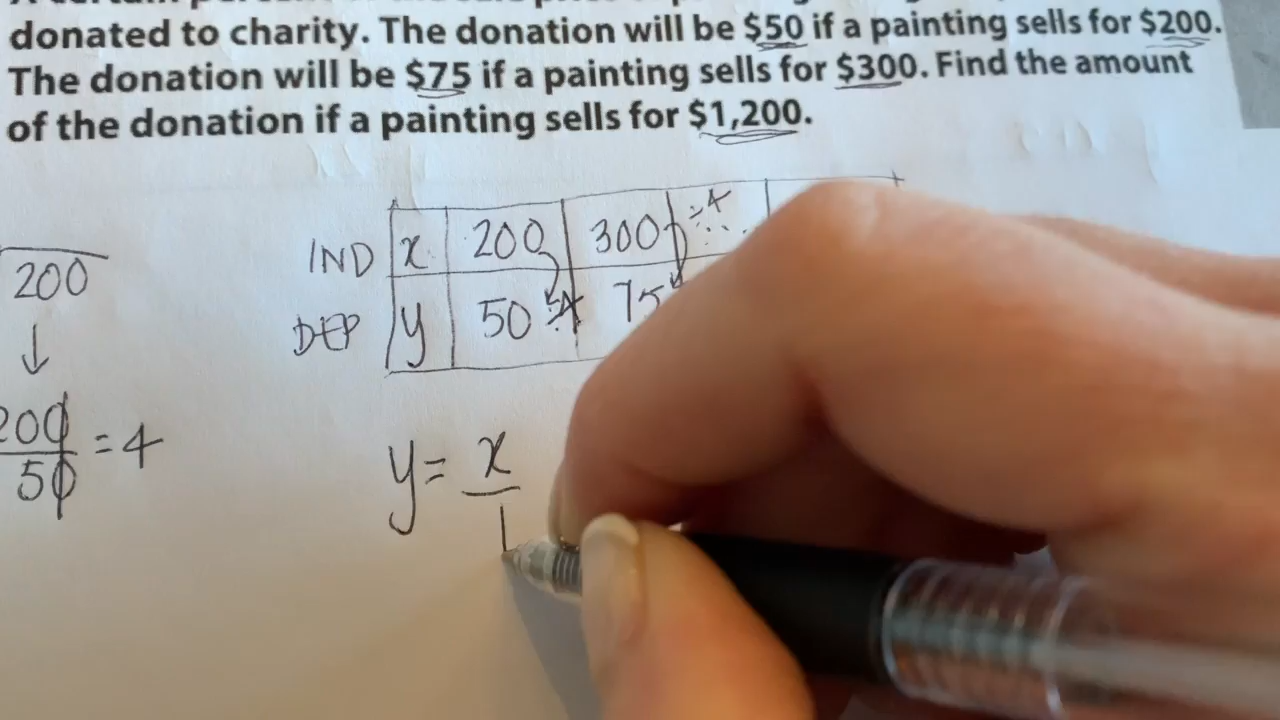 donated to charity. The donation will be $50 if a painting sells for $200.
The donation will be $75 if a painting sells for $300. Find the amount
of the donation if a painting sells for $1,200.
IND x 200 300 ÷4
DEP y 50 ÷4 75
200
↓
200/50 = 4
y = x